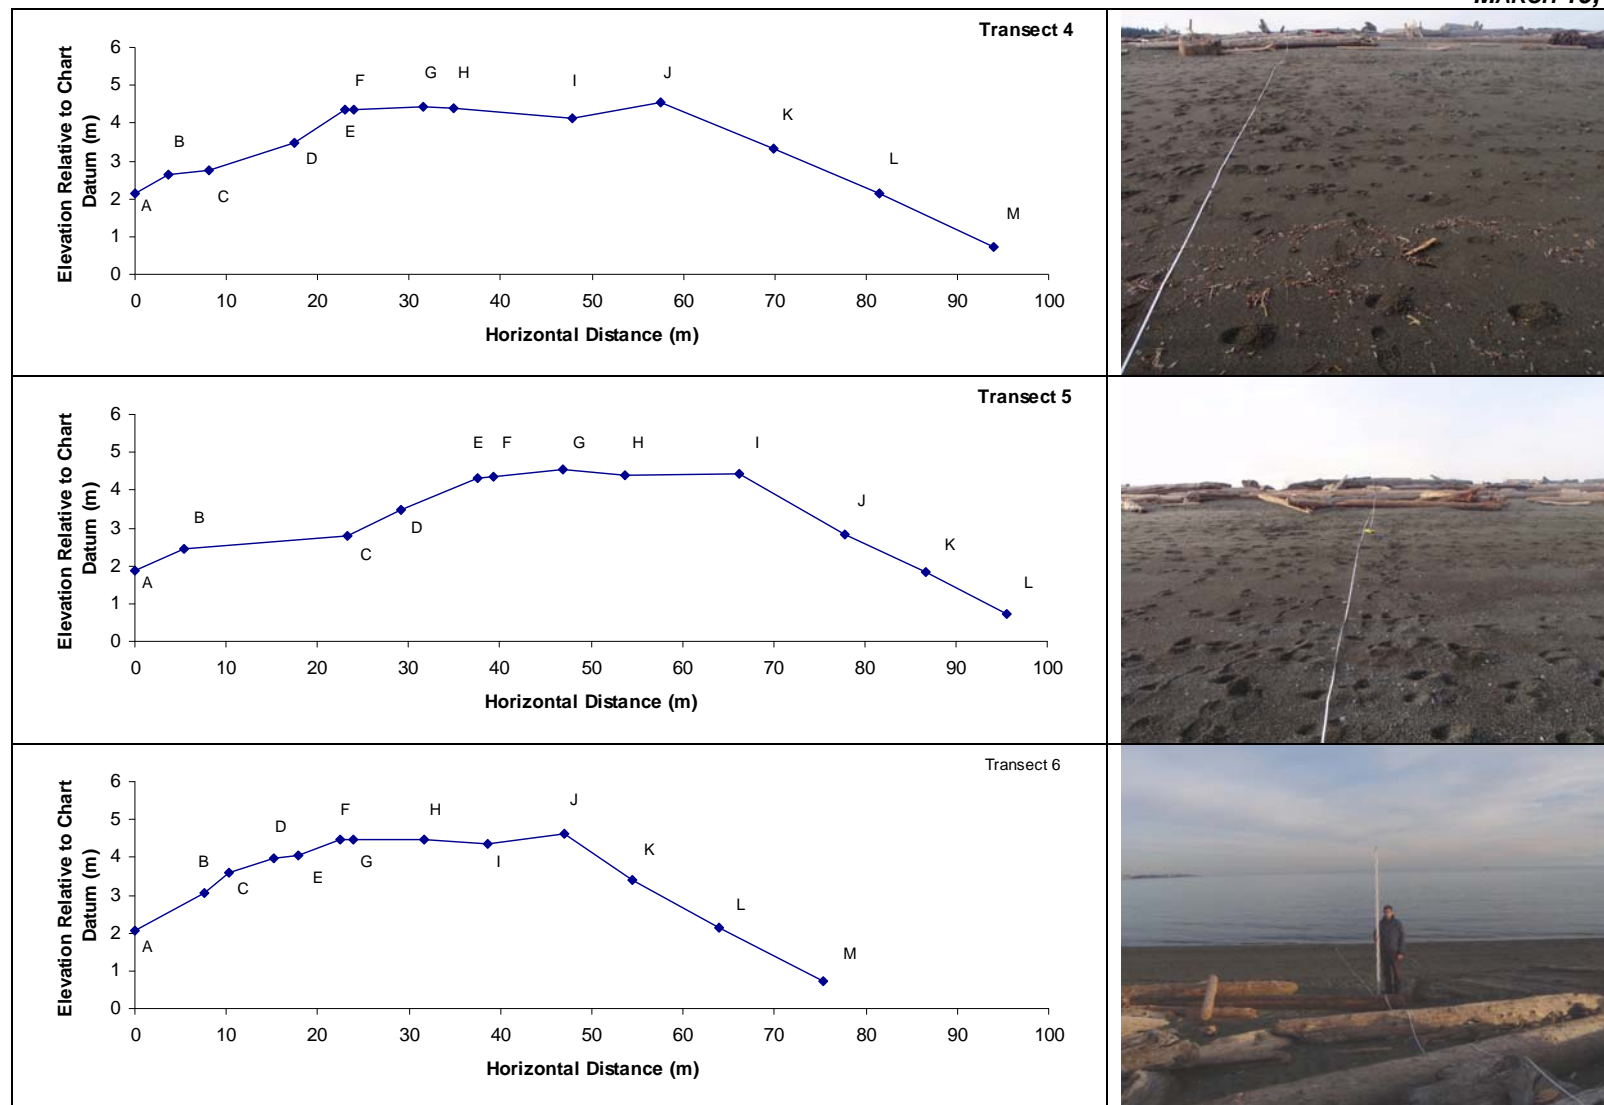 Transect 4
Elevation Relative to Chart
Datum (m)
6
5
4
3
2
1
0
A
B
C
D
E
F
G
H
I
J
K
L
M
0 10 20 30 40 50 60 70 80 90 100
Horizontal Distance (m)
Transect 5
Elevation Relative to Chart
Datum (m)
6
5
4
3
2
1
0
A
B
C
D
E
F
G
H
I
J
K
L
0 10 20 30 40 50 60 70 80 90 100
Horizontal Distance (m)
Transect 6
Elevation Relative to Chart
Datum (m)
6
5
4
3
2
1
0
A
B
C
D
E
F
G
H
I
J
K
L
M
0 10 20 30 40 50 60 70 80 90 100
Horizontal Distance (m)